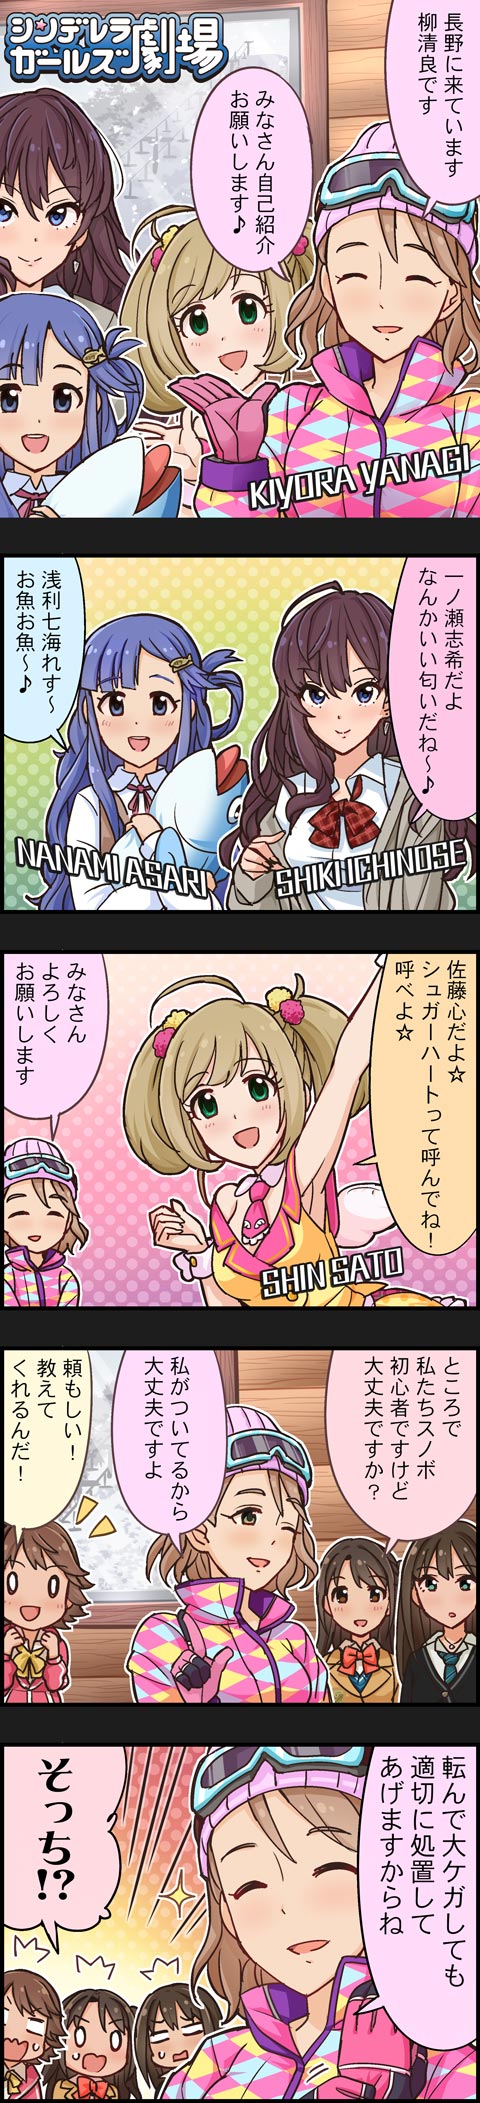 シンデレラ
ガールズ劇場
長野に来ています
柳清良です
みなさん自己紹介
お願いします♪
KIYORA YANAGI
一ノ瀬志希だよ
なんかいい匂いだね〜♪
浅利七海れす〜
お魚お魚〜♪
NANAMI ASARI
SHIKI ICHINOSE
佐藤心だよ☆
シュガーハートって呼んでね！
呼べよ☆
みなさん
よろしく
お願いします
SHIN SATO
ところで
私たちスノボ
初心者ですけど
大丈夫ですか？
私がついてるから
大丈夫ですよ
頼もしい！
教えて
くれるんだ！
転んで大ケガしても
適切に処置して
あげますからね
そっち!?